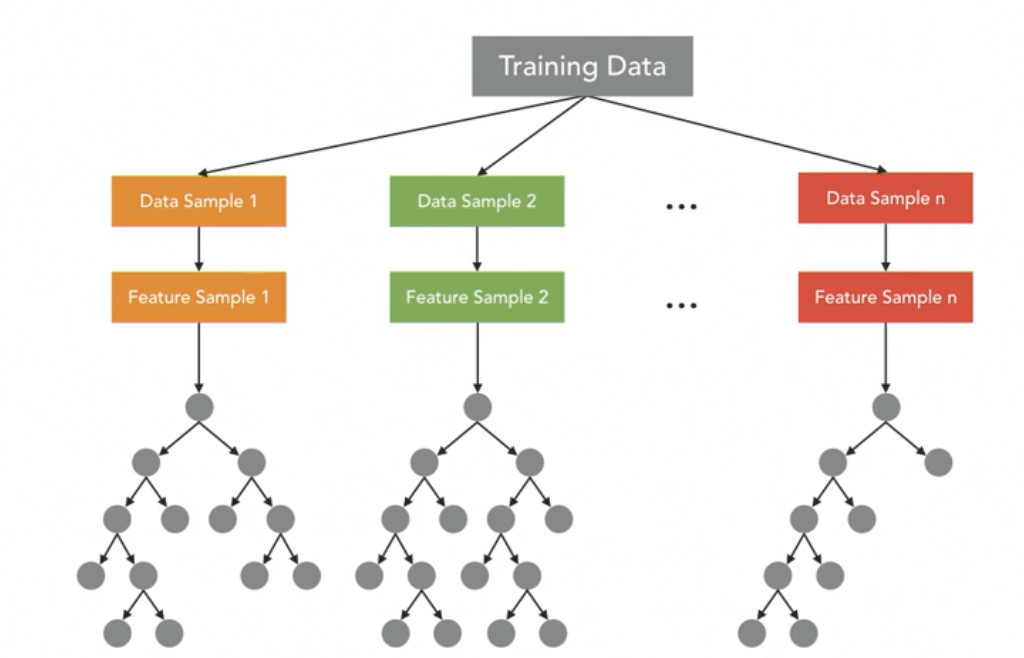 Training Data
Data Sample 1
Data Sample 2
...
Data Sample n
Feature Sample 1
Feature Sample 2
...
Feature Sample n